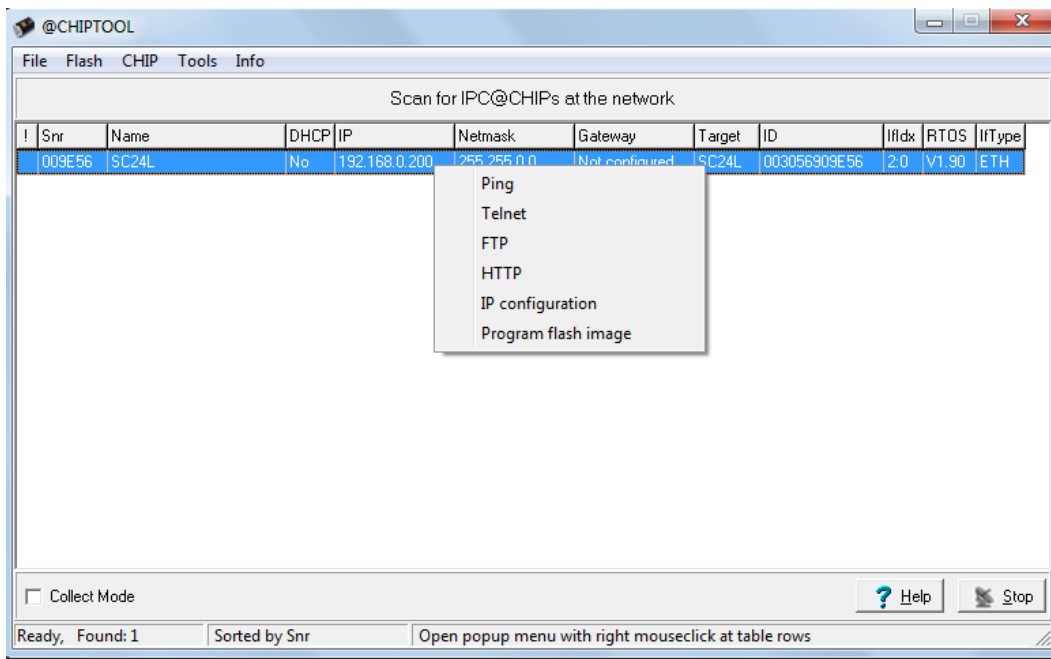 @CHIPTOOL
File Flash CHIP Tools Info
Scan for IPC@CHIPs at the network
! Snr Name DHCP IP Netmask Gateway Target ID IfIdx RTOS IfType
009E56 SC24L No 192.168.0.200 255.255.0.0 Not configured SC24L 003056909E56 2:0 V1.90 ETH
Ping
Telnet
FTP
HTTP
IP configuration
Program flash image
Collect Mode
? Help Stop
Ready, Found: 1 Sorted by Snr Open popup menu with right mouseclick at table rows